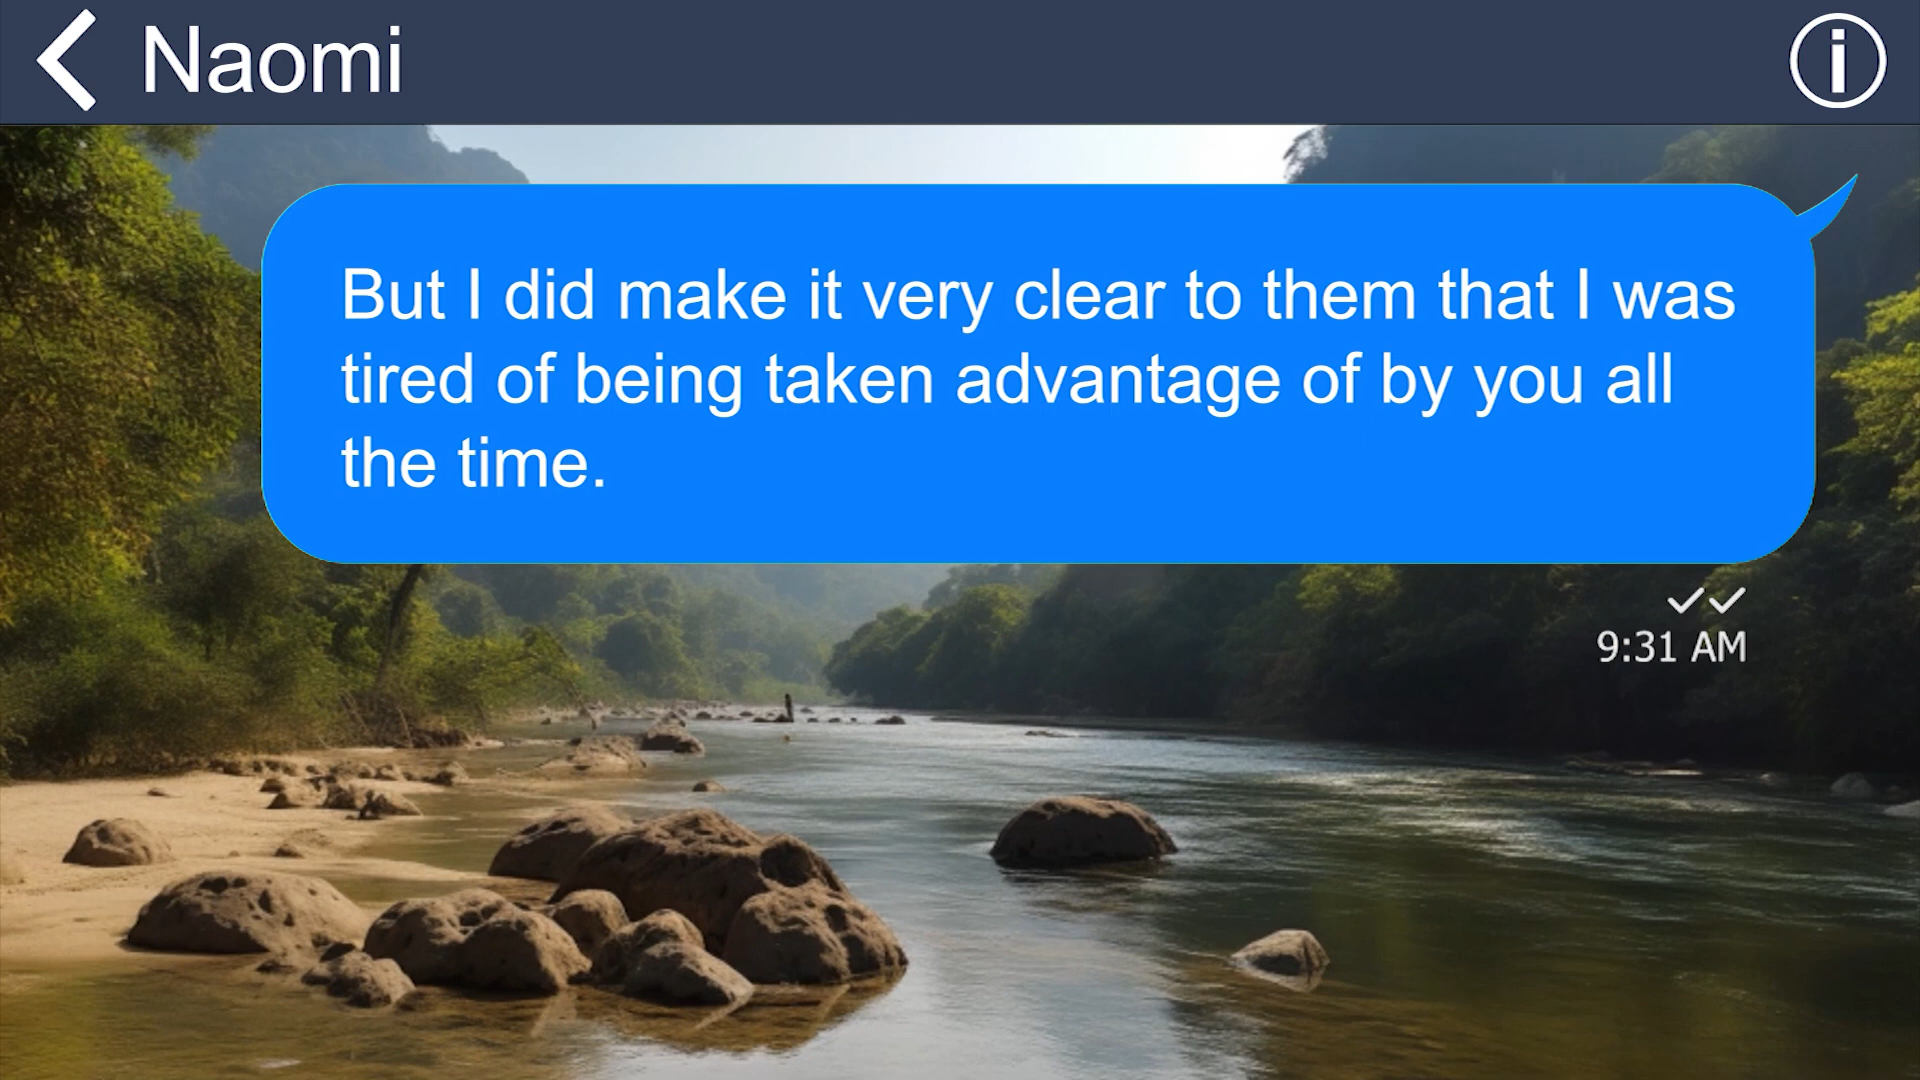 Naomi
But I did make it very clear to them that I was
tired of being taken advantage of by you all
the time.
9:31 AM